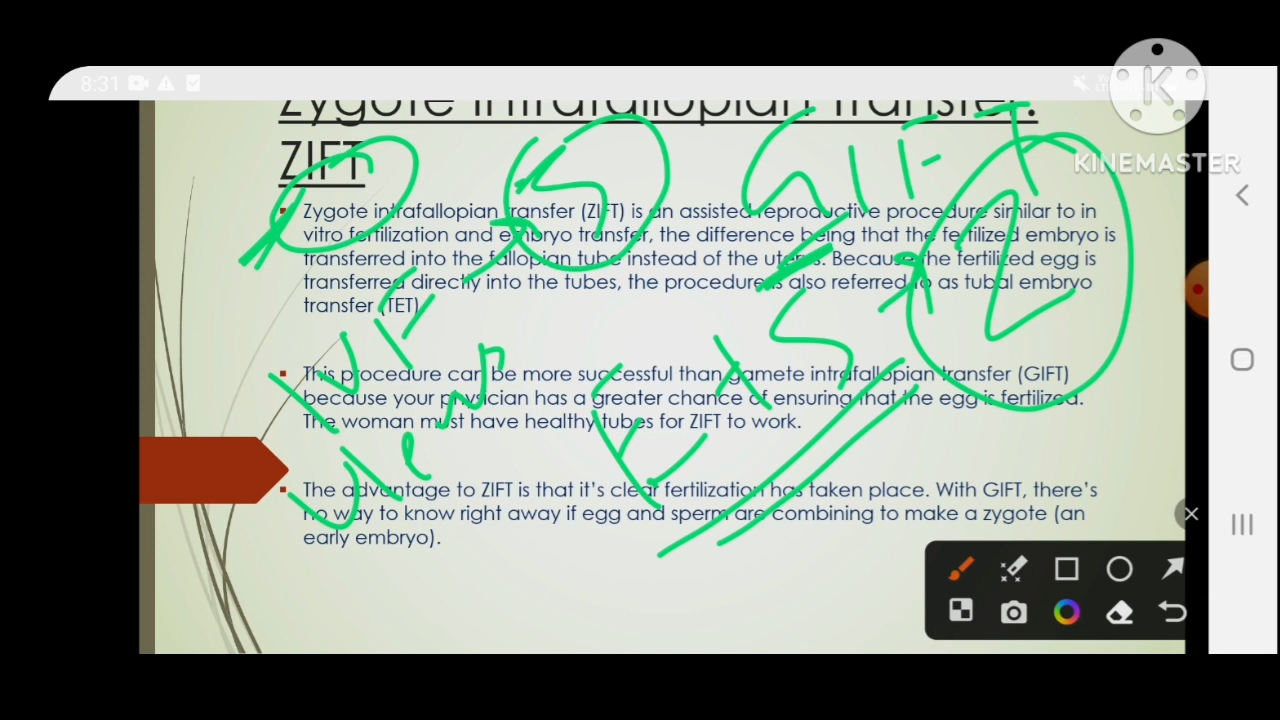 8:31
KINEMASTER
Zygote intrafallopian transfer:
ZIFT
GIFT
Zygote intrafallopian transfer (ZIFT) is an assisted reproductive procedure similar to in
vitro fertilization and embryo transfer, the difference being that the fertilized embryo is
transferred into the fallopian tube instead of the uterus. Because the fertilized egg is
transferred directly into the tubes, the procedure is also referred to as tubal embryo
transfer (TET).
IVF
This procedure can be more successful than gamete intrafallopian transfer (GIFT)
because your physician has a greater chance of ensuring that the egg is fertilized.
The woman must have healthy tubes for ZIFT to work.
The advantage to ZIFT is that it's clear fertilization has taken place. With GIFT, there's
no way to know right away if egg and sperm are combining to make a zygote (an
early embryo).